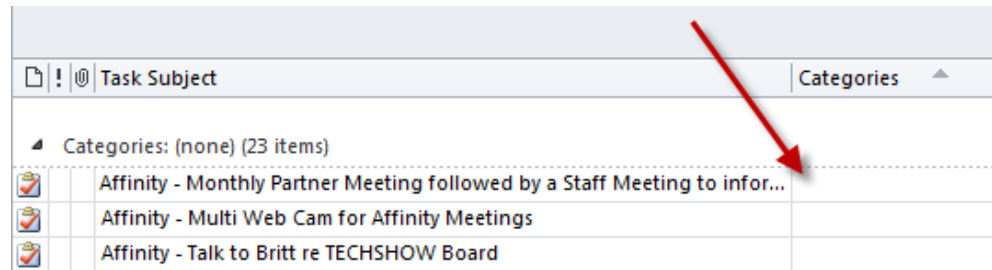 ! Task Subject Categories
Categories: (none) (23 items)
Affinity - Monthly Partner Meeting followed by a Staff Meeting to infor...
Affinity - Multi Web Cam for Affinity Meetings
Affinity - Talk to Britt re TECHSHOW Board